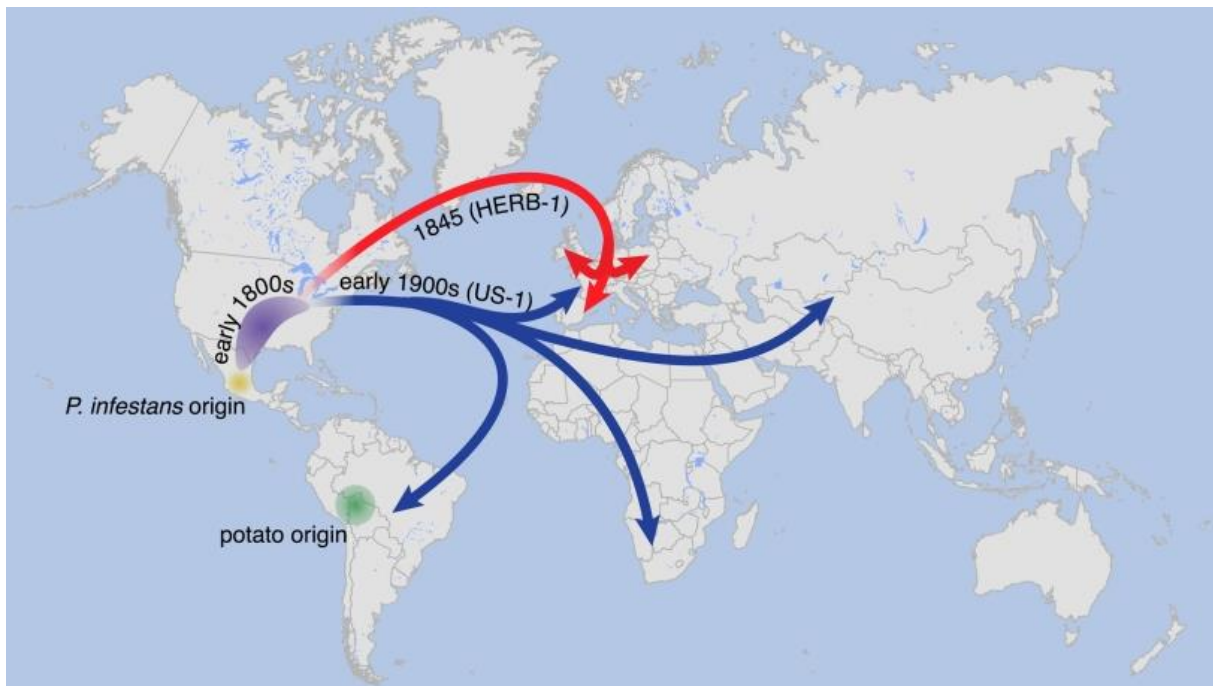 1845 (HERB-1)
early 1800s
early 1900s (US-1)
P. infestans origin
potato origin